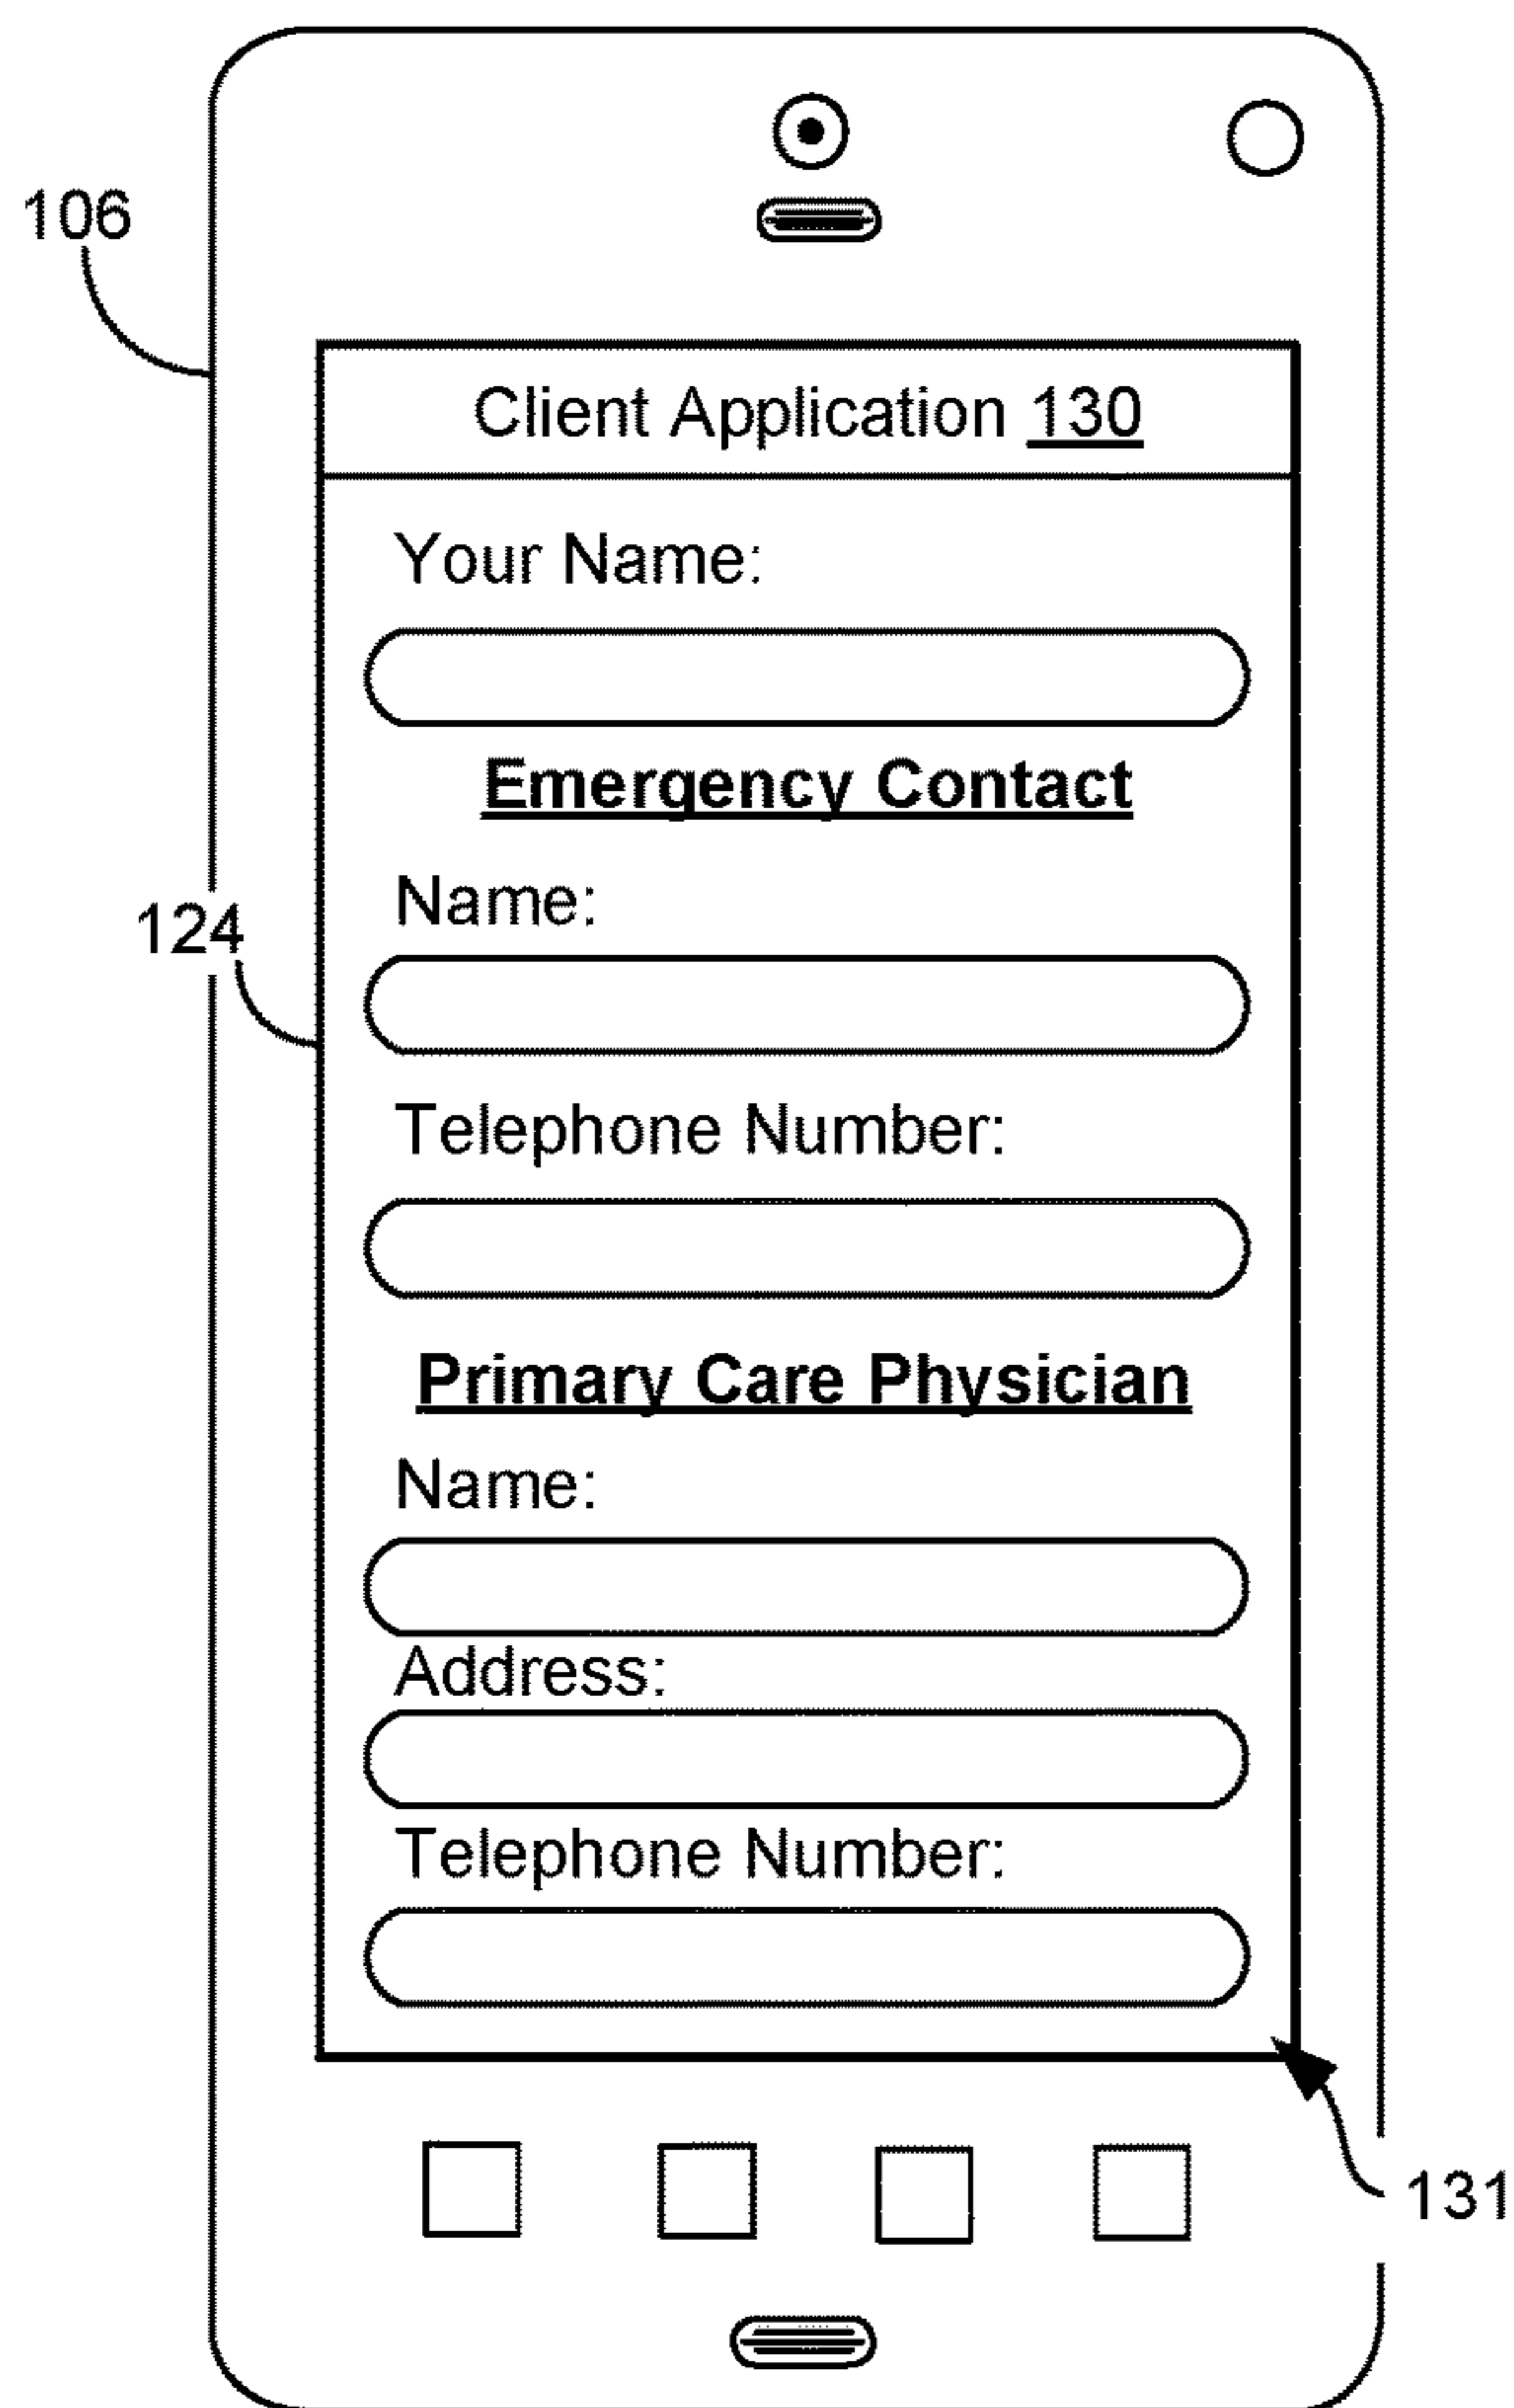 106
Client Application 130
Your Name:
Emergency Contact
Name:
124
Telephone Number:
Primary Care Physician
Name:
Address:
Telephone Number:
131